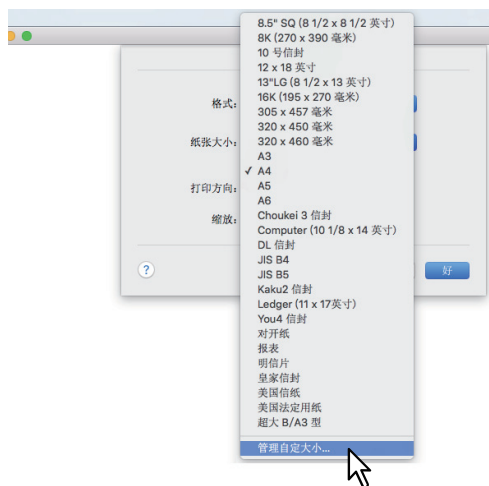 8.5" SQ (8 1/2 x 8 1/2 英寸)
8K (270 x 390 毫米)
10 号信封
12 x 18 英寸
13"LG (8 1/2 x 13 英寸)
格式：
16K (195 x 270 毫米)
305 x 457 毫米
320 x 450 毫米
纸张大小：
320 x 460 毫米
A3
✓ A4
打印方向：
A5
A6
缩放：
Choukei 3 信封
Computer (10 1/8 x 14 英寸)
DL 信封
JIS B4
?
JIS B5
好
Kaku2 信封
Ledger (11 x 17英寸)
You4 信封
对开纸
报表
明信片
皇家信封
美国信纸
美国法定用纸
超大 B/A3 型
管理自定大小...